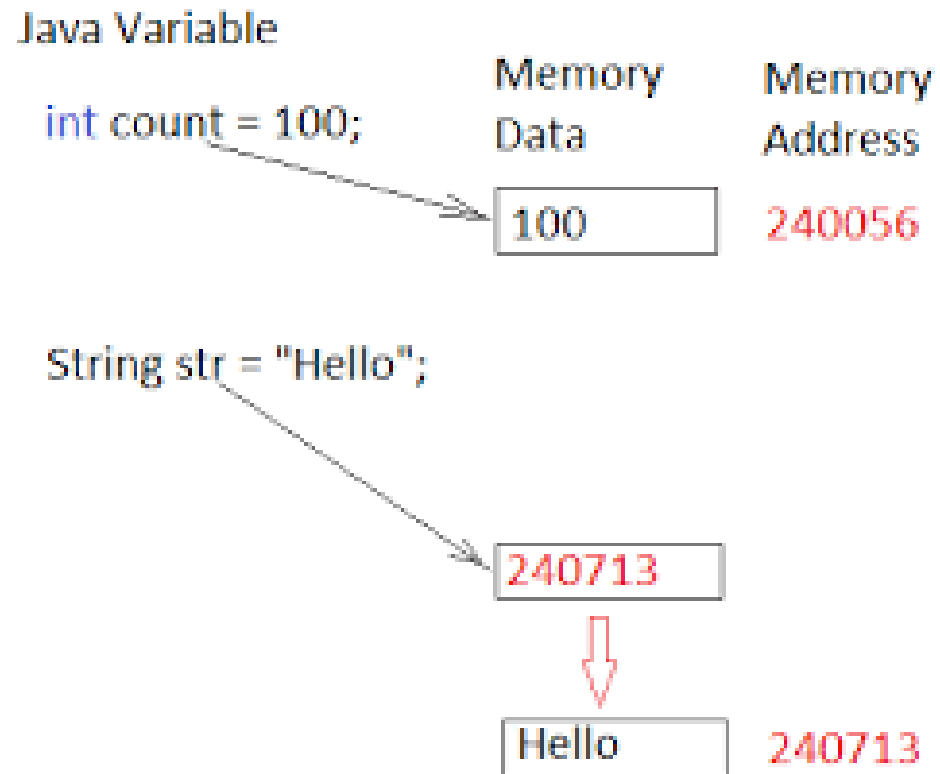 Java Variable
Memory Data
Memory Address
int count = 100;
100
240056
String str = "Hello";
240713
Hello
240713